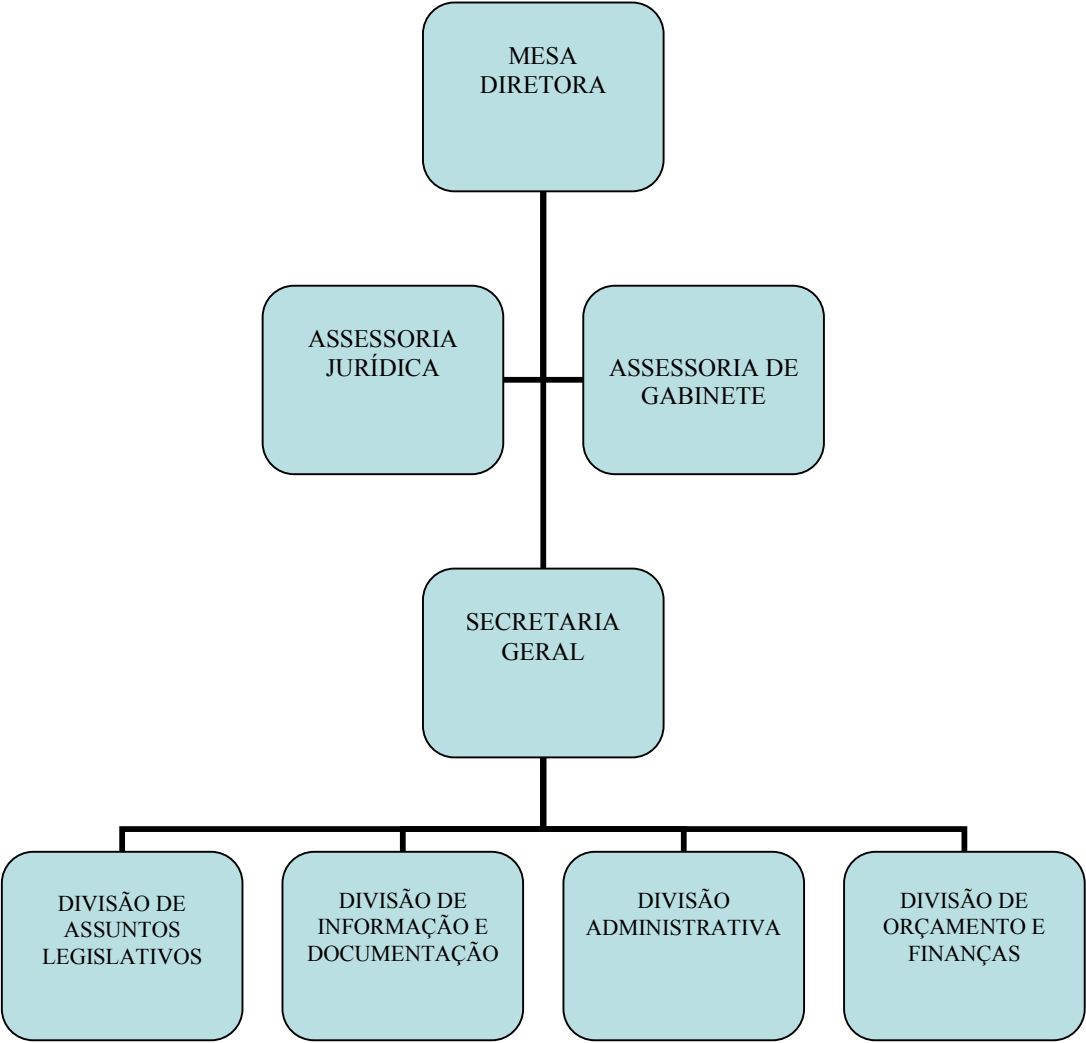 MESA
DIRETORA
ASSESSORIA
JURÍDICA
ASSESSORIA DE
GABINETE
SECRETARIA
GERAL
DIVISÃO DE
ASSUNTOS
LEGISLATIVOS
DIVISÃO DE
INFORMAÇÃO E
DOCUMENTAÇÃO
DIVISÃO
ADMINISTRATIVA
DIVISÃO DE
ORÇAMENTO E
FINANÇAS